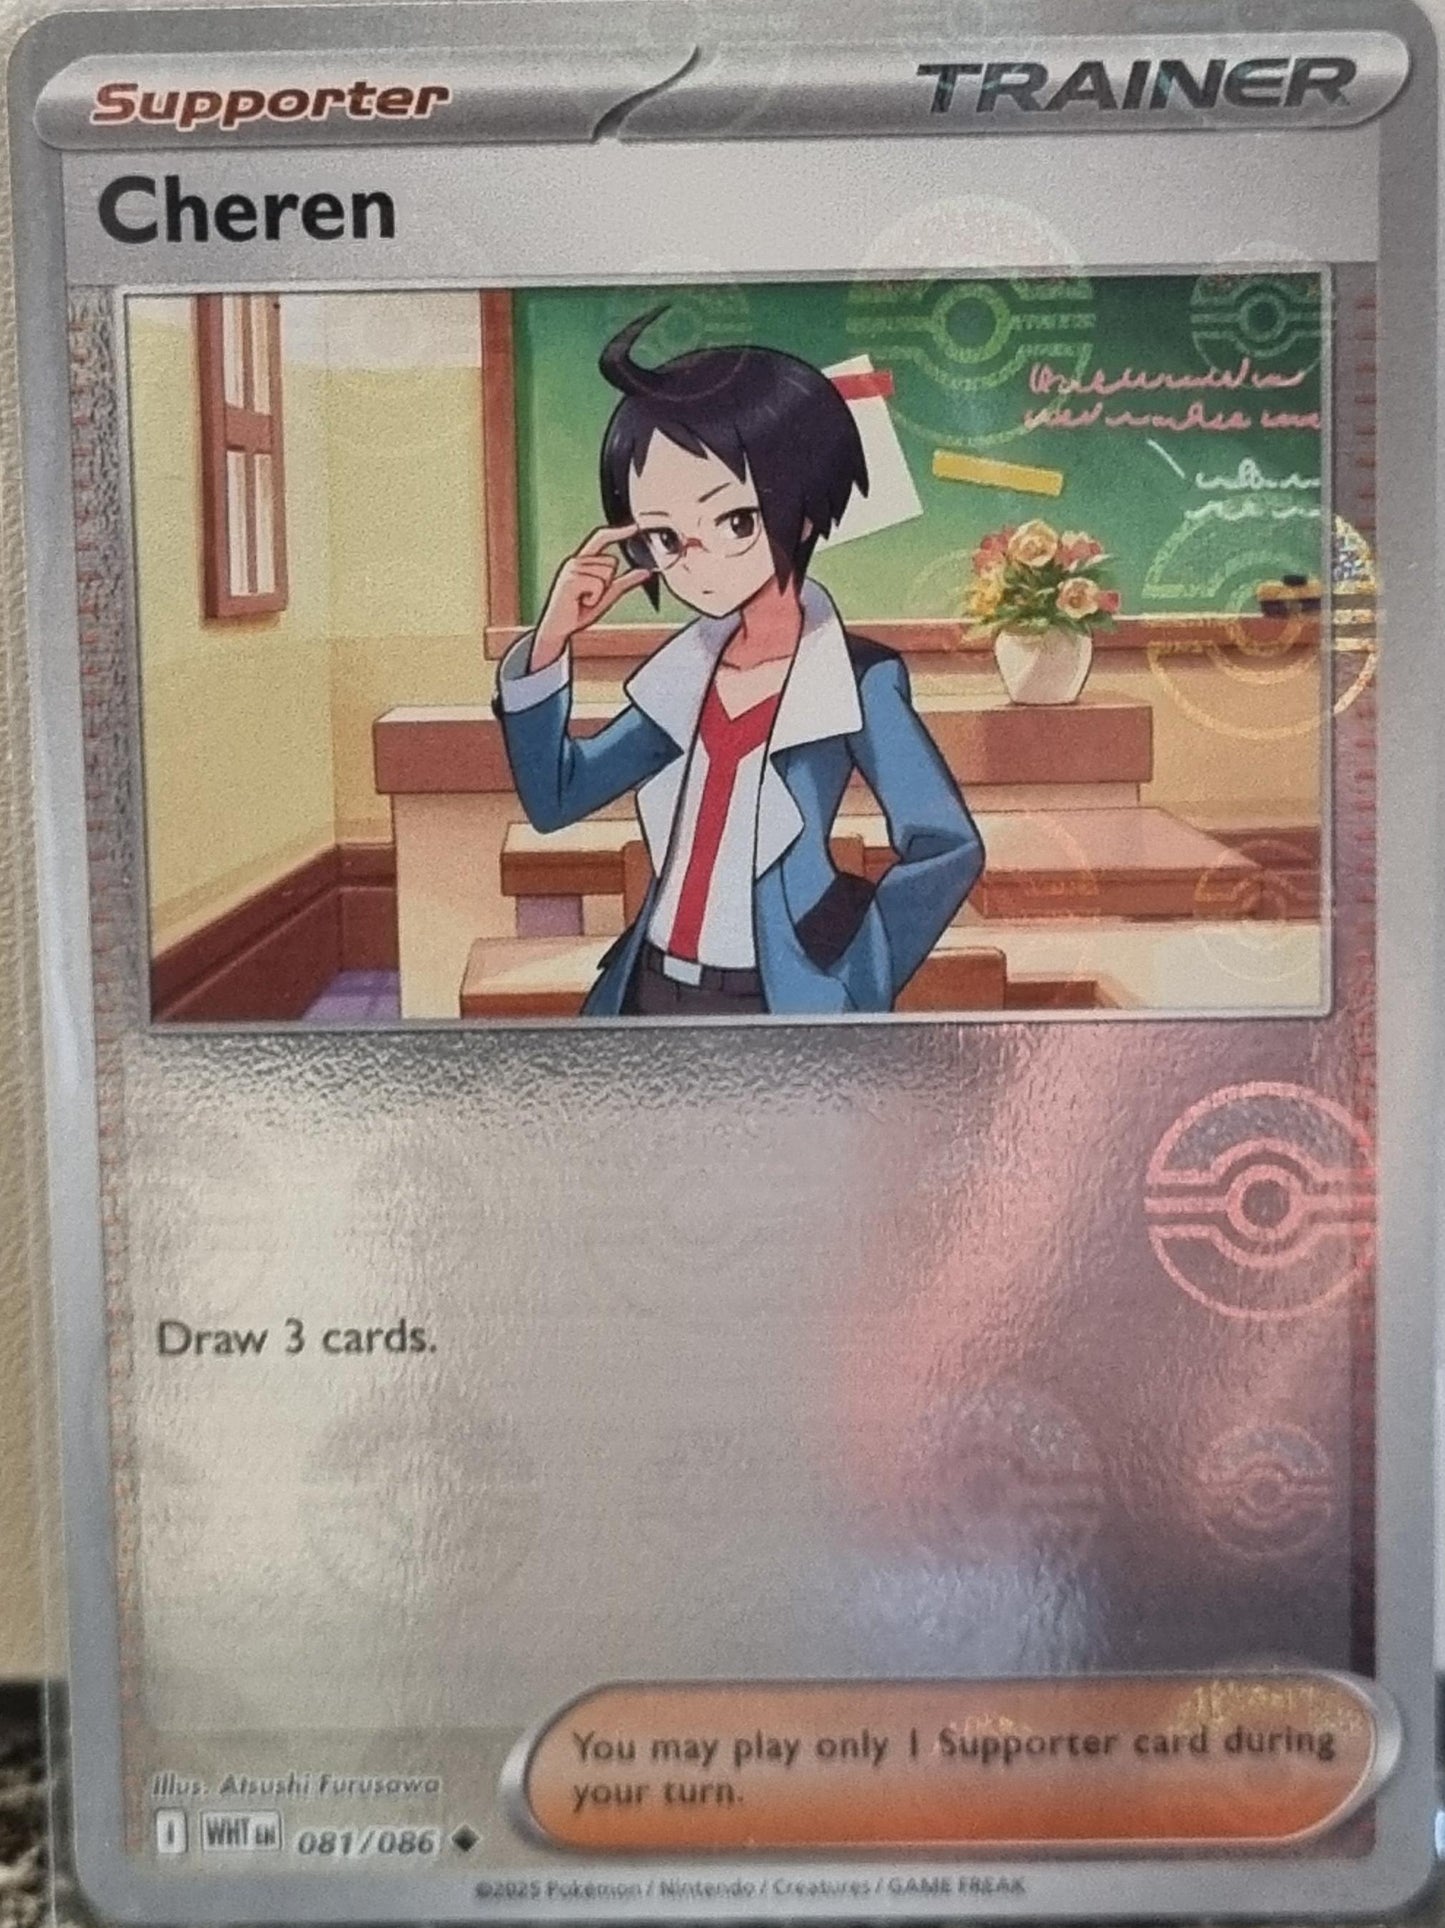 Supporter
TRAINER
Cheren
Draw 3 cards.
You may play only 1 Supporter card during
your turn.
Illus. Atsushi Furusawa
I WHT EN 081/086
©2025 Pokémon / Nintendo / Creatures / GAME FREAK